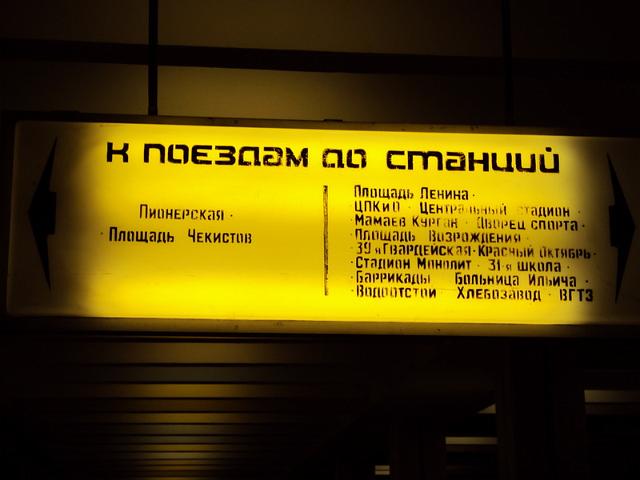 К ПОЕЗДАМ ДО СТАНЦИЙ
Пионерская ·
· Площадь Чекистов
Площадь Ленина ·
ЦПКиО · Центральный стадион ·
Мамаев Курган · Дворец спорта ·
Площадь Возрождения ·
39я Гвардейская · Красный Октябрь ·
Стадион Монолит · 31-я школа ·
Баррикады Больница Ильича ·
Водоотстой Хлебозавод · ВГТЗ